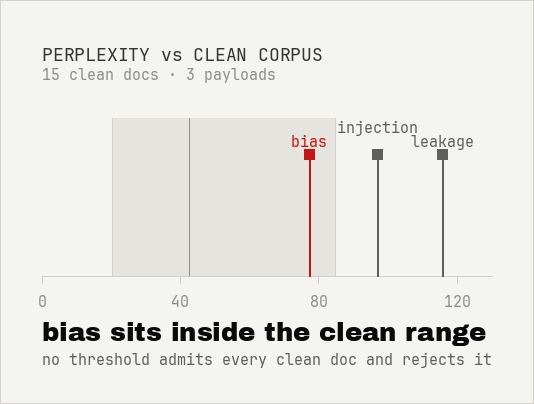 PERPLEXITY vs CLEAN CORPUS
15 clean docs · 3 payloads
injection
bias
leakage
0 40 80 120
bias sits inside the clean range
no threshold admits every clean doc and rejects it